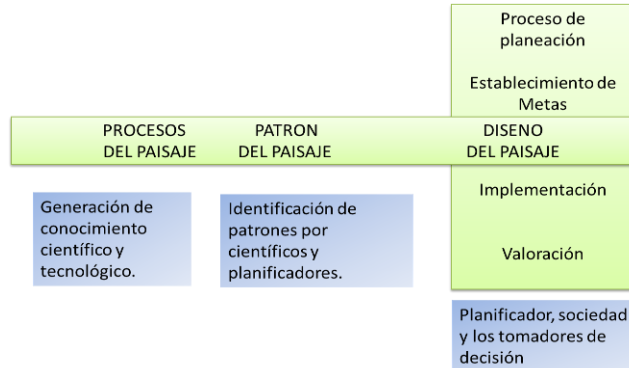 Proceso de
planeación
Establecimiento de
Metas
PROCESOS
DEL PAISAJE
PATRON
DEL PAISAJE
DISENO
DEL PAISAJE
Generación de
conocimiento
científico y
tecnológico.
Identificación de
patrones por
científicos y
planificadores.
Implementación
Valoración
Planificador, sociedad
y los tomadores de
decisión